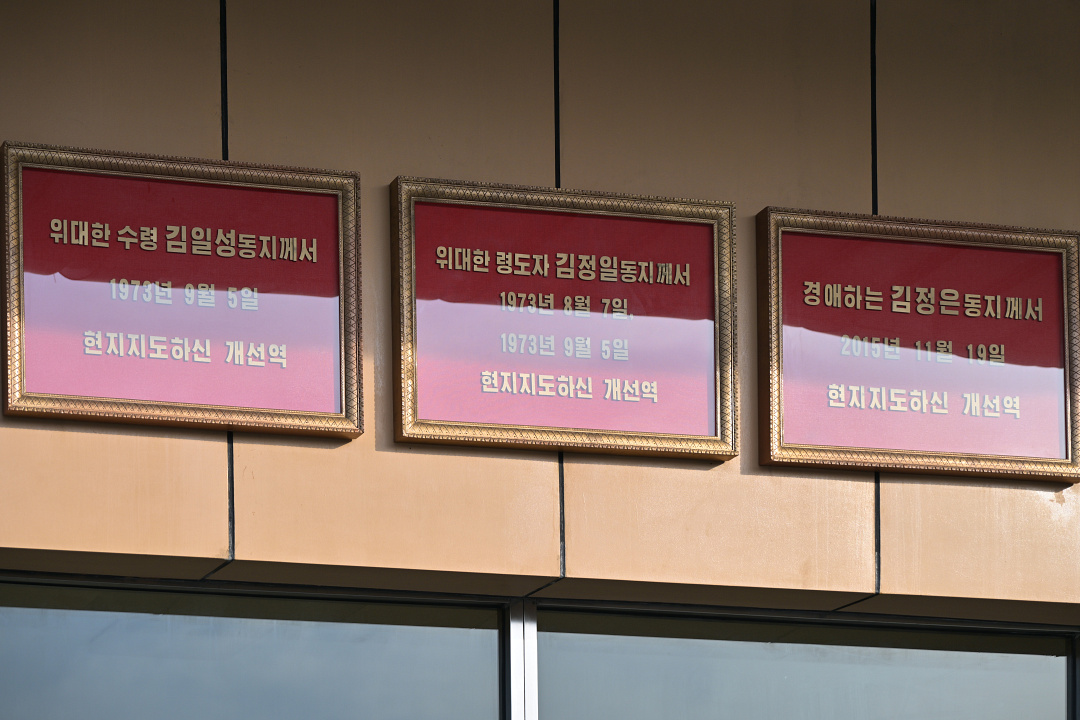 위대한 수령 김일성동지께서
1973년 9월 5일
현지지도하신 개선역
위대한 령도자 김정일동지께서
1973년 8월 7일,
1973년 9월 5일
현지지도하신 개선역
경애하는 김정은동지께서
2015년 11월 19일
현지지도하신 개선역